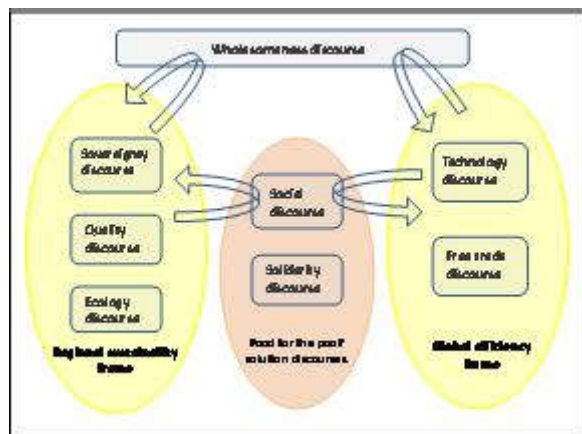 Wholesomeness discourse
Sovereignty
discourse
Quality
discourse
Ecology
discourse
Regional sustainability
frame
Social
discourse
Solidarity
discourse
Food for the poor
solution discourses
Technology
discourse
Free trade
discourse
Global efficiency
frame